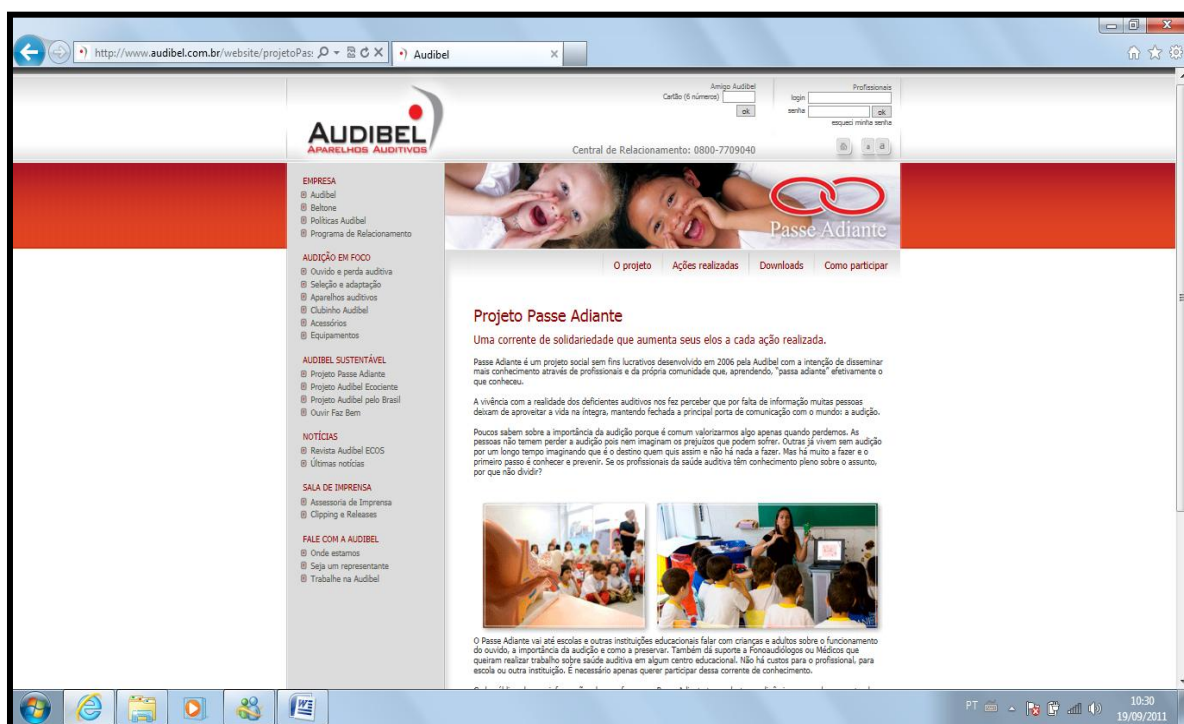 http://www.audibel.com.br/website/projetoPas:
Audibel
Amigo Audibel
Cartão (6 números)
ok
Profissionais
login
senha
ok
esqueci minha senha
AUDIBEL
APARELHOS AUDITIVOS
Central de Relacionamento: 0800-7709040
a
a
EMPRESA
Audibel
Beltone
Políticas Audibel
Programa de Relacionamento
AUDIÇÃO EM FOCO
Ouvido e perda auditiva
Seleção e adaptação
Aparelhos auditivos
Clubinho Audibel
Acessórios
Equipamentos
AUDIBEL SUSTENTÁVEL
Projeto Passe Adiante
Projeto Audibel Ecociente
Projeto Audibel pelo Brasil
Ouvir Faz Bem
NOTÍCIAS
Revista Audibel ECOS
Últimas notícias
SALA DE IMPRENSA
Assessoria de Imprensa
Clipping e Releases
FALE COM A AUDIBEL
Onde estamos
Seja um representante
Trabalhe na Audibel
Passe Adiante
O projeto Ações realizadas Downloads Como participar
Projeto Passe Adiante
Uma corrente de solidariedade que aumenta seus elos a cada ação realizada.
Passe Adiante é um projeto social sem fins lucrativos desenvolvido em 2006 pela Audibel com a intenção de disseminar
mais conhecimento através de profissionais e da própria comunidade que, aprendendo, "passa adiante" efetivamente o
que conheceu.
A vivência com a realidade dos deficientes auditivos nos fez perceber que por falta de informação muitas pessoas
deixam de aproveitar a vida na íntegra, mantendo fechada a principal porta de comunicação com o mundo: a audição.
Poucos sabem sobre a importância da audição porque é comum valorizarmos algo apenas quando perdemos. As
pessoas não temem perder a audição pois nem imaginam os prejuízos que podem sofrer. Outras já vivem sem audição
por um longo tempo imaginando que é o destino quem quis assim e não há nada a fazer. Mas há muito a fazer e o
primeiro passo é conhecer e prevenir. Se os profissionais da saúde auditiva têm conhecimento pleno sobre o assunto,
por que não dividir?
O Passe Adiante vai até escolas e outras instituições educacionais falar com crianças e adultos sobre o funcionamento
do ouvido, a importância da audição e como a preservar. Também dá suporte a Fonoaudiólogos ou Médicos que
queiram realizar trabalho sobre saúde auditiva em algum centro educacional. Não há custos para o profissional, para
escola ou outra instituição. É necessário apenas querer participar dessa corrente de conhecimento.
PT
10:30
19/09/2011